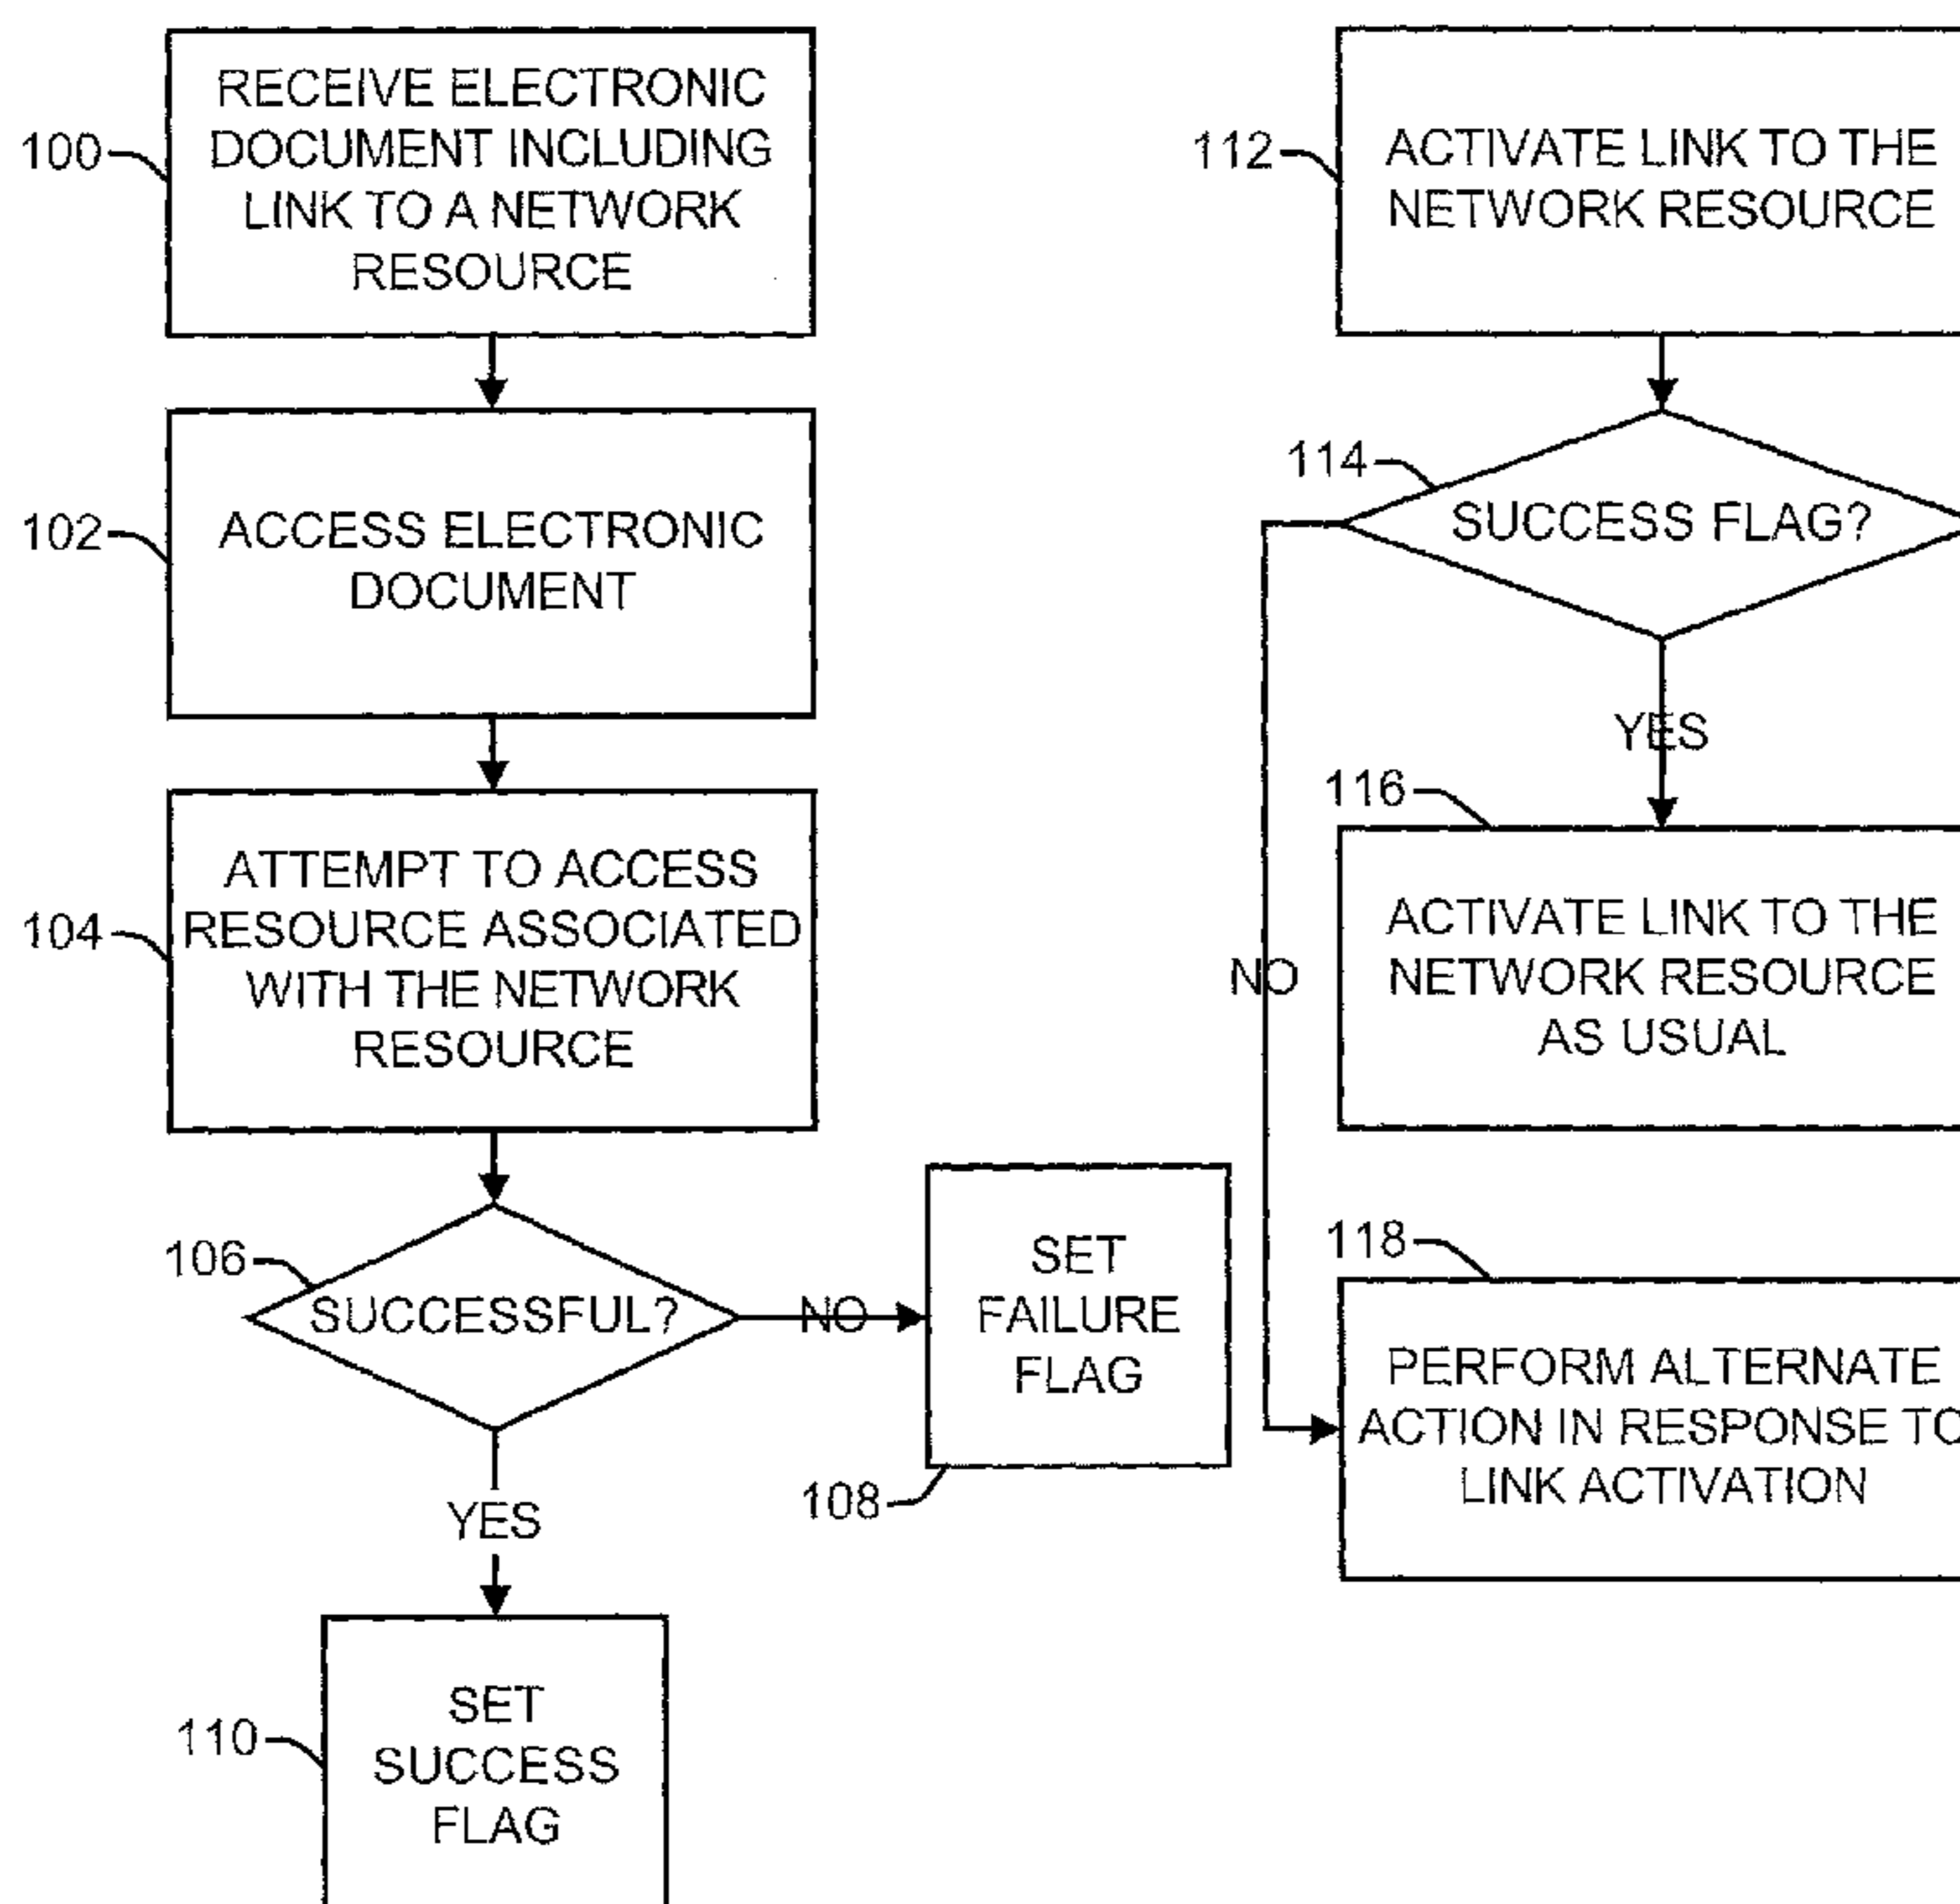 100
RECEIVE ELECTRONIC
DOCUMENT INCLUDING
LINK TO A NETWORK
RESOURCE
102
ACCESS ELECTRONIC
DOCUMENT
104
ATTEMPT TO ACCESS
RESOURCE ASSOCIATED
WITH THE NETWORK
RESOURCE
106
SUCCESSFUL?
NO
SET
FAILURE
FLAG
108
YES
110
SET
SUCCESS
FLAG
112
ACTIVATE LINK TO THE
NETWORK RESOURCE
114
SUCCESS FLAG?
YES
116
ACTIVATE LINK TO THE
NETWORK RESOURCE
AS USUAL
NO
118
PERFORM ALTERNATE
ACTION IN RESPONSE TO
LINK ACTIVATION